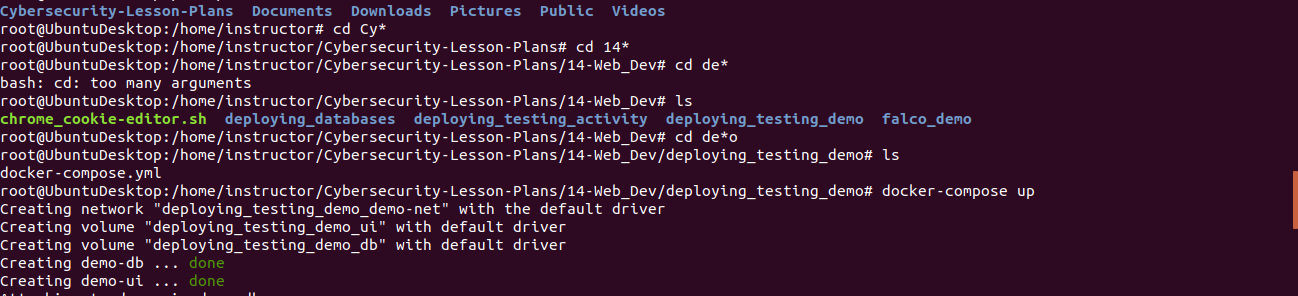 Cybersecurity-Lesson-Plans  Documents  Downloads  Pictures  Public  Videos
root@UbuntuDesktop:/home/instructor# cd Cy*
root@UbuntuDesktop:/home/instructor/Cybersecurity-Lesson-Plans# cd 14*
root@UbuntuDesktop:/home/instructor/Cybersecurity-Lesson-Plans/14-Web_Dev# cd de*
bash: cd: too many arguments
root@UbuntuDesktop:/home/instructor/Cybersecurity-Lesson-Plans/14-Web_Dev# ls
chrome_cookie-editor.sh  deploying_databases  deploying_testing_activity  deploying_testing_demo  falco_demo
root@UbuntuDesktop:/home/instructor/Cybersecurity-Lesson-Plans/14-Web_Dev# cd de*o
root@UbuntuDesktop:/home/instructor/Cybersecurity-Lesson-Plans/14-Web_Dev/deploying_testing_demo# ls
docker-compose.yml
root@UbuntuDesktop:/home/instructor/Cybersecurity-Lesson-Plans/14-Web_Dev/deploying_testing_demo# docker-compose up
Creating network "deploying_testing_demo_demo-net" with the default driver
Creating volume "deploying_testing_demo_ui" with default driver
Creating volume "deploying_testing_demo_db" with default driver
Creating demo-db ... done
Creating demo-ui ... done